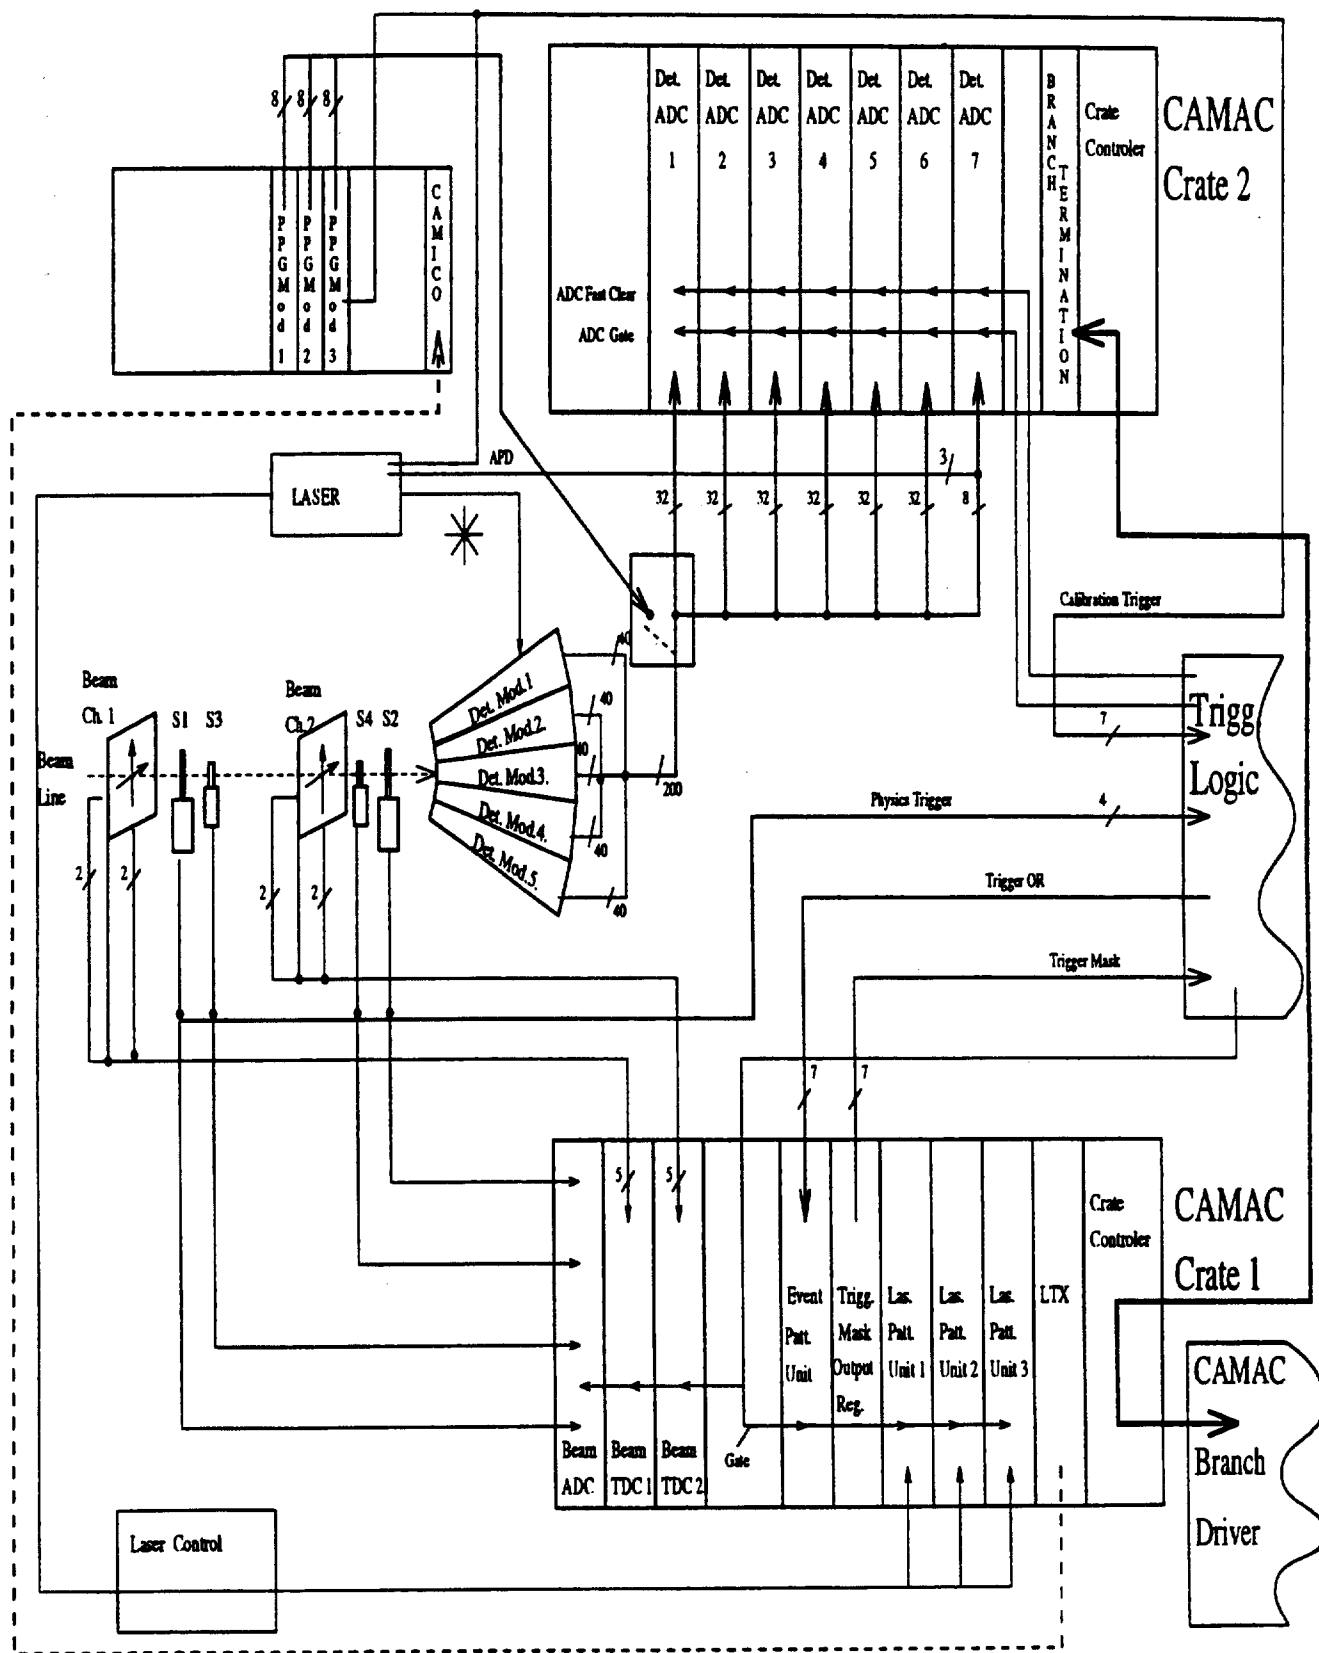 8 8 8
PPGMod 1
PPGMod 2
PPGMod 3
CAMICO
Det. ADC 1
Det. ADC 2
Det. ADC 3
Det. ADC 4
Det. ADC 5
Det. ADC 6
Det. ADC 7
BRANCH
TERMINATION
Crate
Controler
CAMAC
Crate 2
ADC Fast Clear
ADC Gate
LASER
APD
3
32 32 32 32 32 32 8
Calibration Trigger
40
Beam
Ch. 1
S1 S3
Beam
Ch.2
S4 S2
Beam
Line
Det. Mod.1
Det. Mod.2.
Det. Mod.3.
Det. Mod.4.
Det. Mod.5.
40
40
40
40
200
2 2
2 2
Trigg.
Logic
7
Physics Trigger
4
Trigger OR
Trigger Mask
7 7
5 5
Event
Patt.
Unit
Trigg.
Mask
Output
Reg.
Las.
Patt.
Unit 1
Las.
Patt.
Unit 2
Las.
Patt.
Unit 3
LTX
Crate
Controler
CAMAC
Crate 1
Beam
ADC.
Beam
TDC 1
Beam
TDC 2
Gate
Laser Control
CAMAC
Branch
Driver